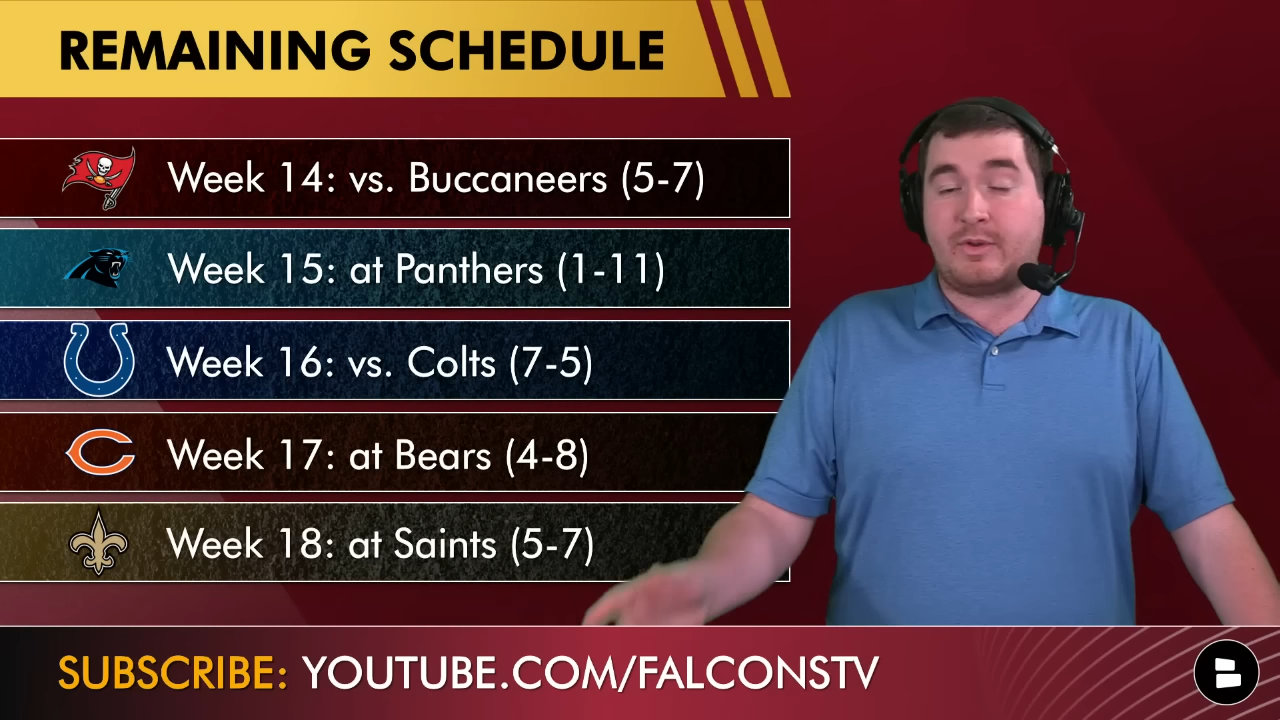 REMAINING SCHEDULE
Week 14: vs. Buccaneers (5-7)
Week 15: at Panthers (1-11)
Week 16: vs. Colts (7-5)
Week 17: at Bears (4-8)
Week 18: at Saints (5-7)
SUBSCRIBE: YOUTUBE.COM/FALCONSTV